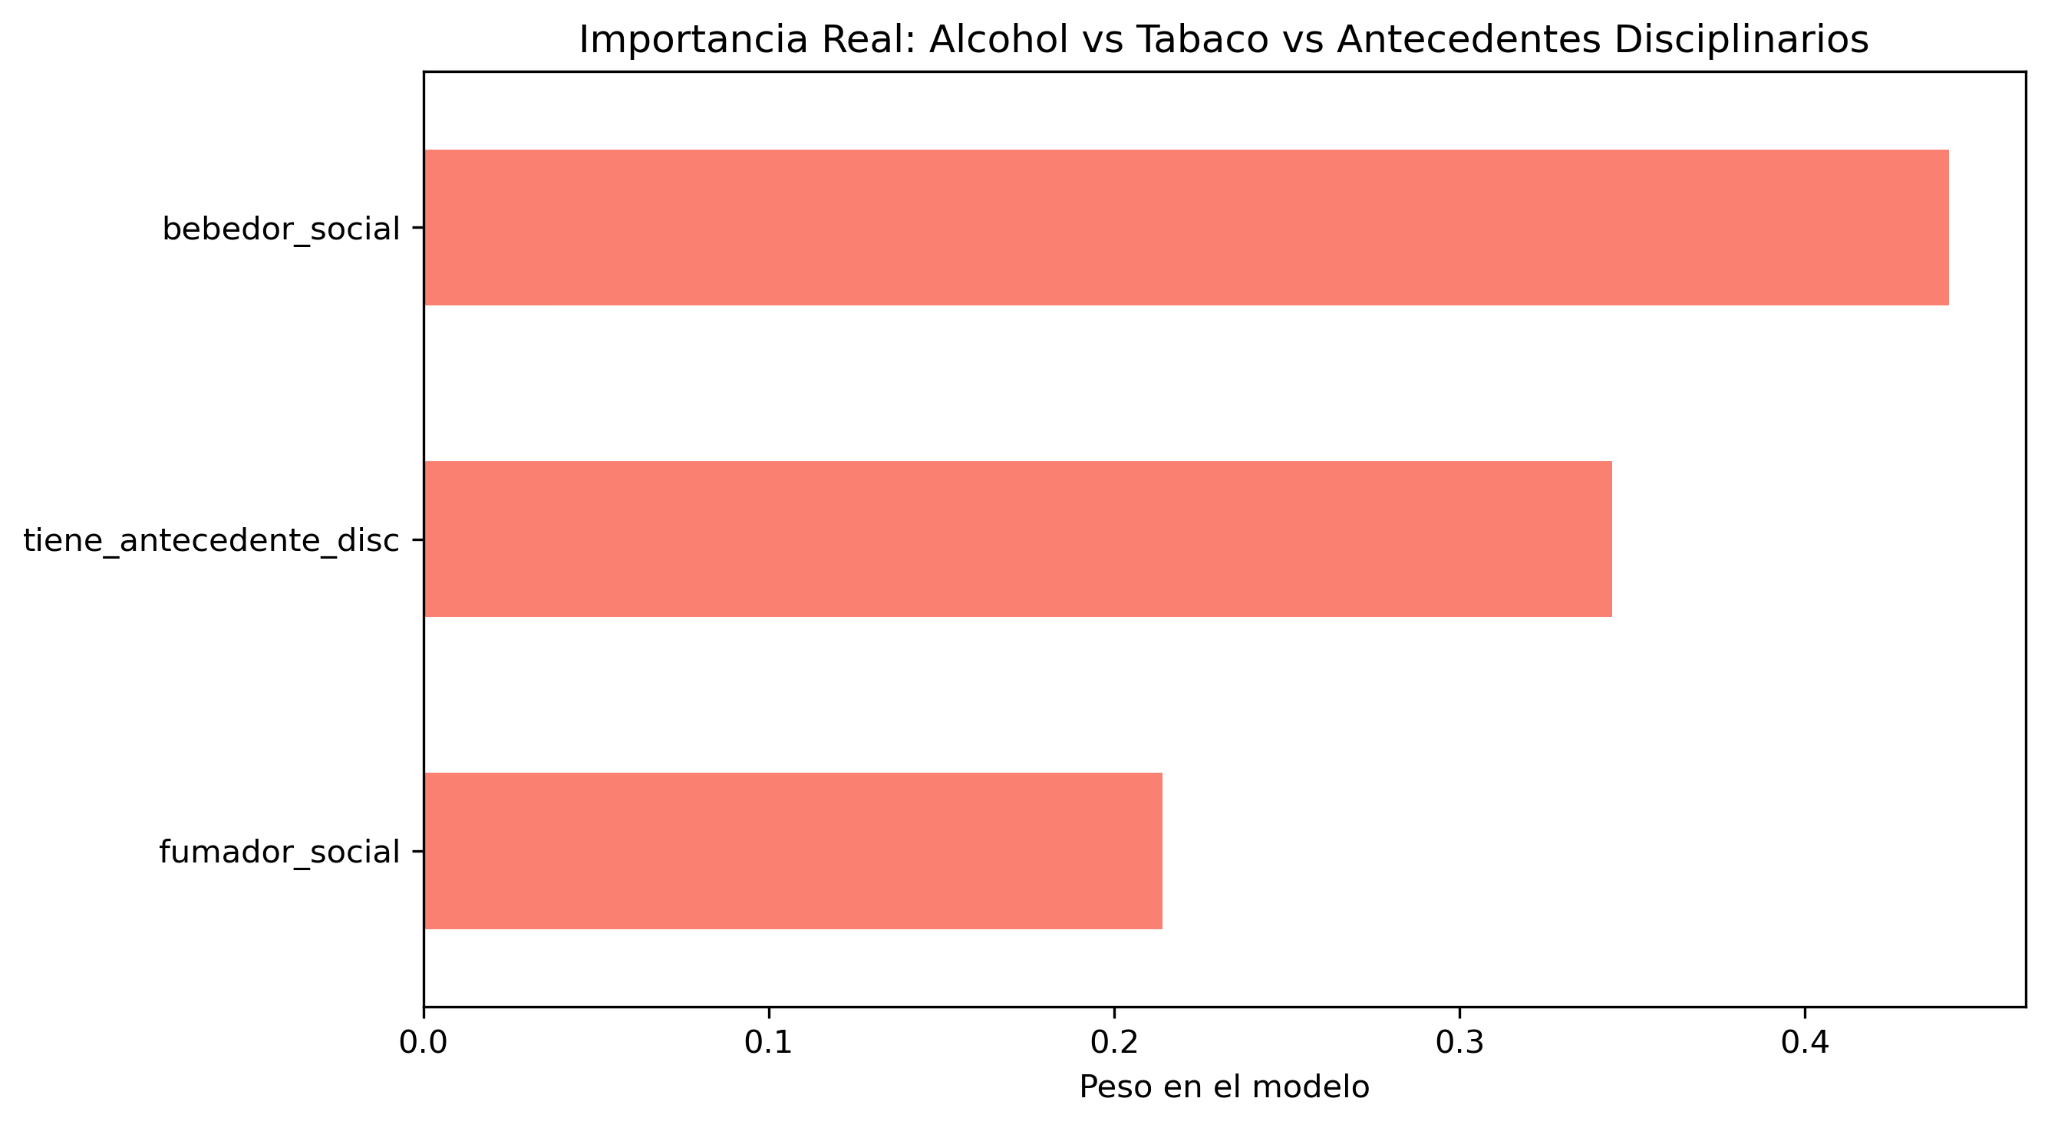 Importancia Real: Alcohol vs Tabaco vs Antecedentes Disciplinarios
bebedor_social
tiene_antecedente_disc
fumador_social
0.0 0.1 0.2 0.3 0.4
Peso en el modelo